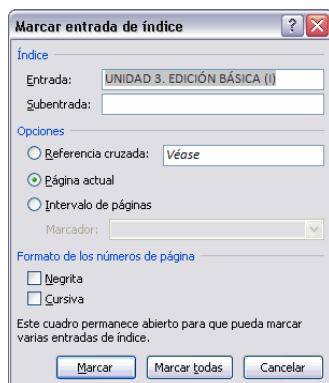 Marcar entrada de índice
Índice
Entrada: UNIDAD 3. EDICIÓN BÁSICA (I)
Subentrada:
Opciones
Referencia cruzada: Véase
Página actual
Intervalo de páginas
Marcador:
Formato de los números de página
Negrita
Cursiva
Este cuadro permanece abierto para que pueda marcar
varias entradas de índice.
Marcar Marcar todas Cancelar